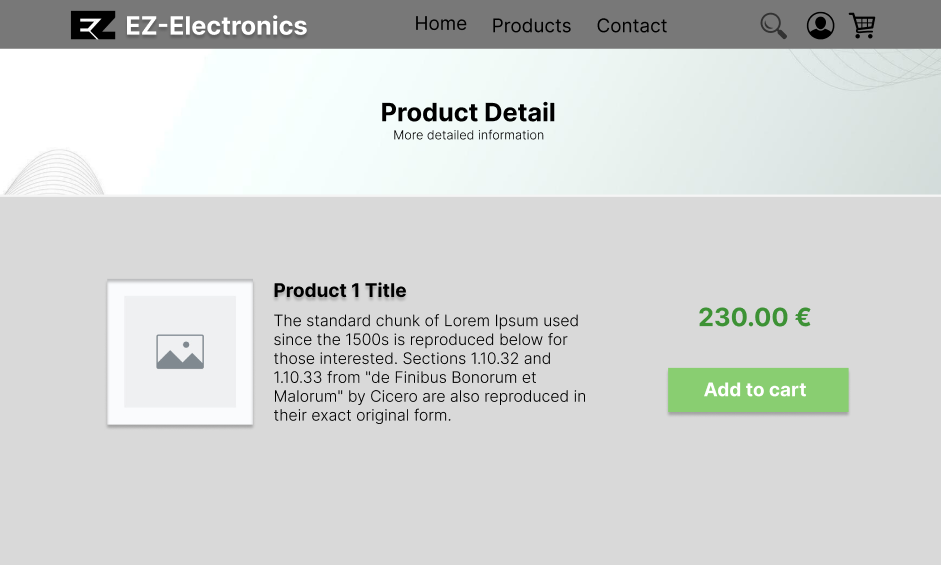 EZ EZ-Electronics
Home Products Contact
Product Detail
More detailed information
Product 1 Title
The standard chunk of Lorem Ipsum used
since the 1500s is reproduced below for
those interested. Sections 1.10.32 and
1.10.33 from "de Finibus Bonorum et
Malorum" by Cicero are also reproduced in
their exact original form.
230.00 €
Add to cart